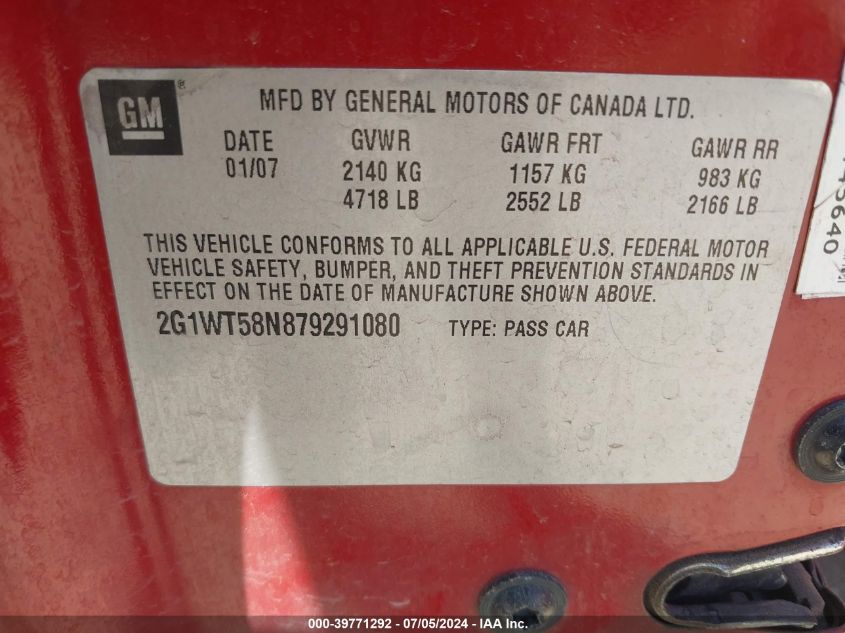 GM ®
MFD BY GENERAL MOTORS OF CANADA LTD.
DATE GVWR GAWR FRT GAWR RR
01/07 2140 KG 1157 KG 983 KG
4718 LB 2552 LB 2166 LB
THIS VEHICLE CONFORMS TO ALL APPLICABLE U.S. FEDERAL MOTOR
VEHICLE SAFETY, BUMPER, AND THEFT PREVENTION STANDARDS IN
EFFECT ON THE DATE OF MANUFACTURE SHOWN ABOVE.
2G1WT58N879291080 TYPE: PASS CAR
000-39771292 - 07/05/2024 - IAA Inc.